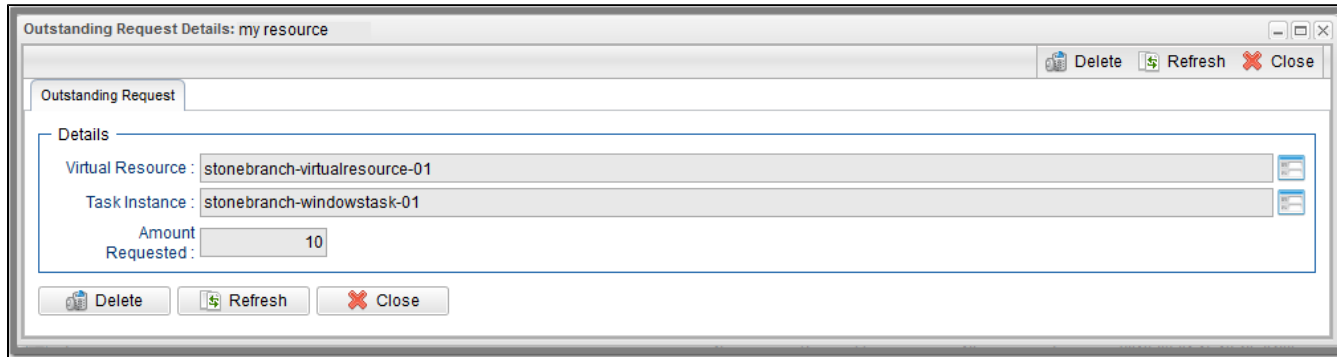 Outstanding Request Details: my resource
Delete Refresh Close
Outstanding Request
Details
Virtual Resource : stonebranch-virtualresource-01
Task Instance : stonebranch-windowstask-01
Amount
Requested : 10
Delete Refresh Close